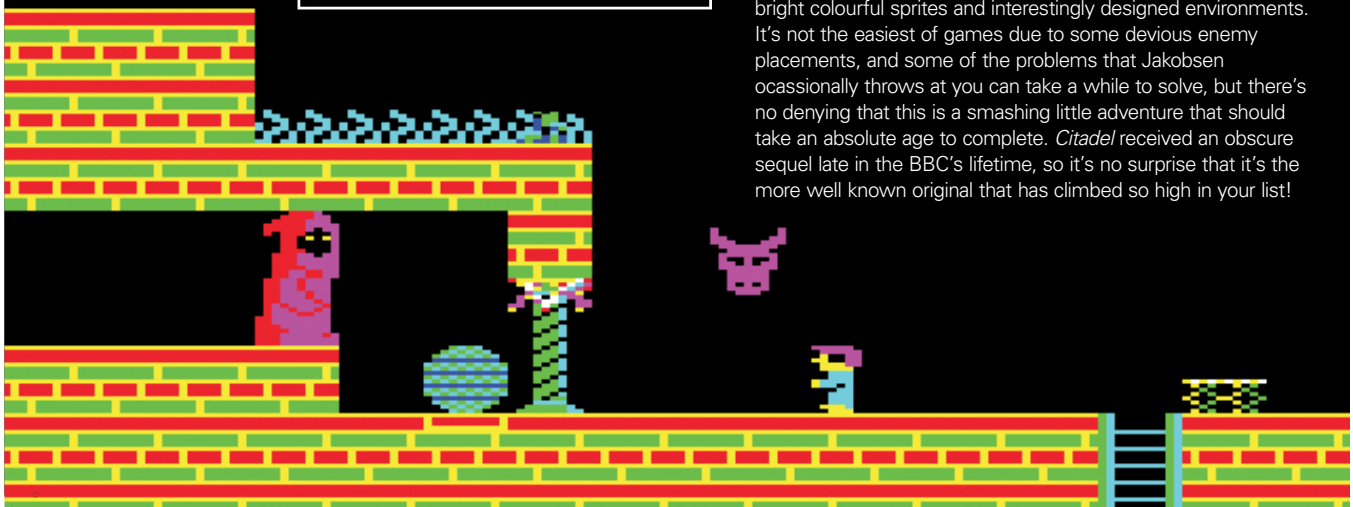 bright colourful sprites and interestingly designed environments.
It’s not the easiest of games due to some devious enemy
placements, and some of the problems that Jakobsen
ocassionally throws at you can take a while to solve, but there’s
no denying that this is a smashing little adventure that should
take an absolute age to complete. Citadel received an obscure
sequel late in the BBC’s lifetime, so it’s no surprise that it’s the
more well known original that has climbed so high in your list!